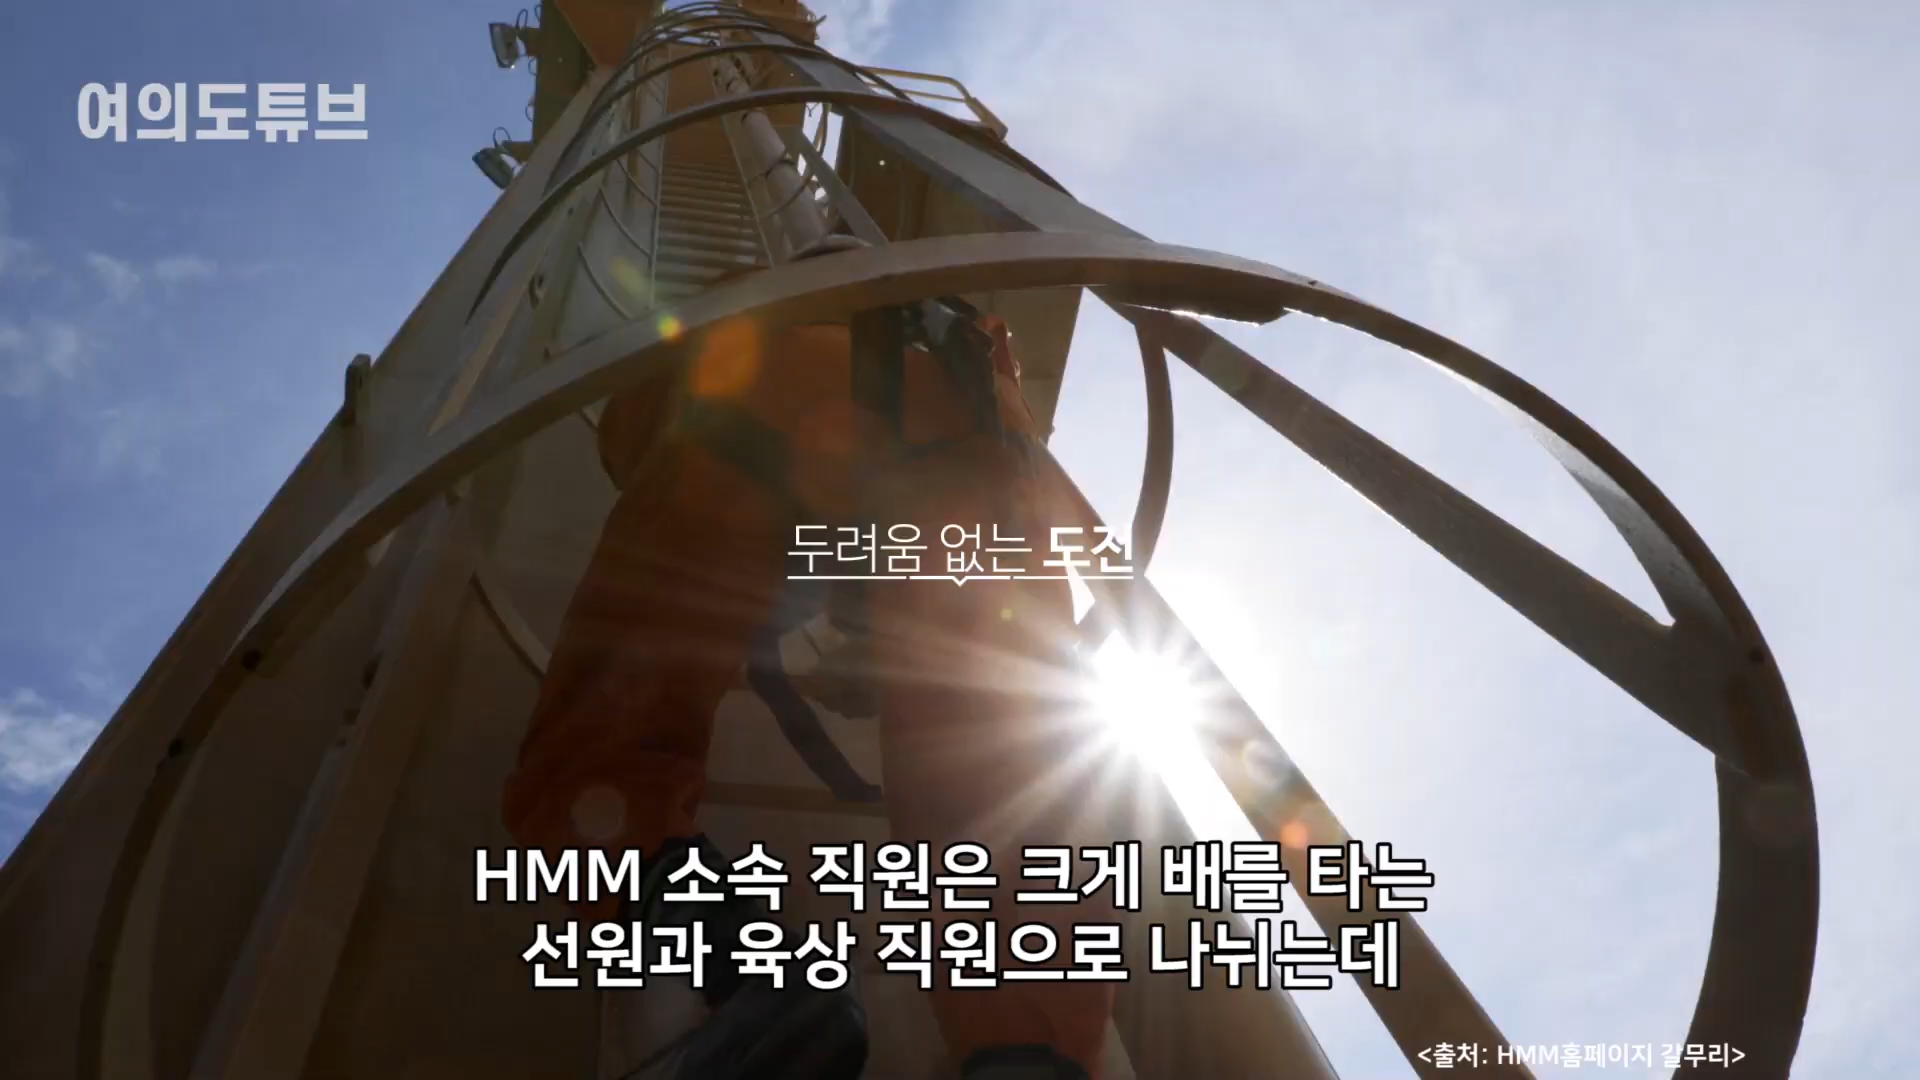 여의도튜브
두려움 없는 도전
HMM 소속 직원은 크게 배를 타는
선원과 육상 직원으로 나뉘는데
<출처: HMM홈페이지 갈무리>